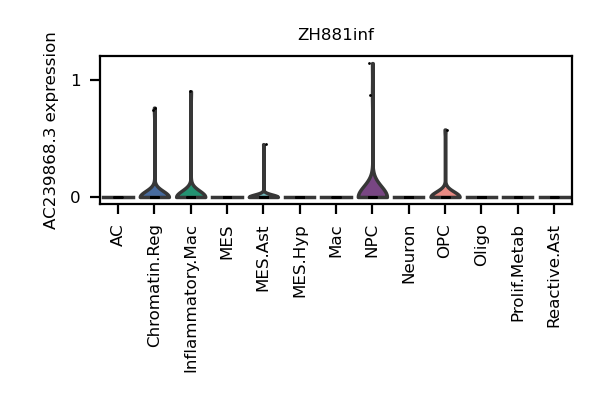 ZH881inf
AC239868.3 expression
1
0
AC
Chromatin.Reg
Inflammatory.Mac
MES
MES.Ast
MES.Hyp
Mac
NPC
Neuron
OPC
Oligo
Prolif.Metab
Reactive.Ast